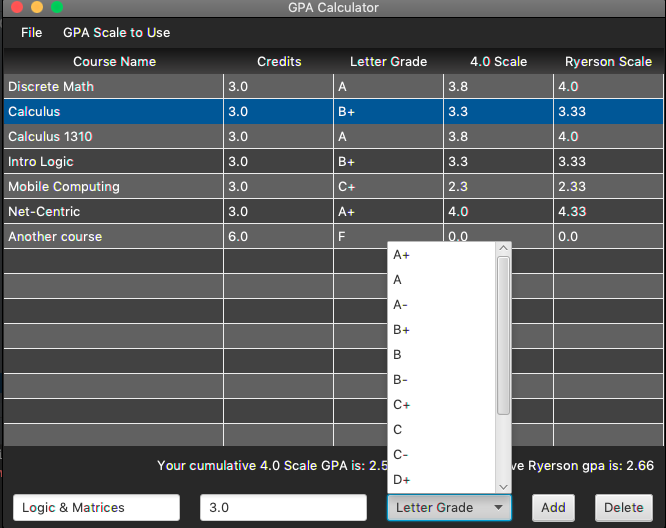 GPA Calculator
File GPA Scale to Use
Course Name Credits Letter Grade 4.0 Scale Ryerson Scale
Discrete Math 3.0 A 3.8 4.0
Calculus 3.0 B+ 3.3 3.33
Calculus 1310 3.0 A 3.8 4.0
Intro Logic 3.0 B+ 3.3 3.33
Mobile Computing 3.0 C+ 2.3 2.33
Net-Centric 3.0 A+ 4.0 4.33
Another course 6.0 F 0.0 0.0
A+
A
A-
B+
B
B-
C+
C
C-
D+
Your cumulative 4.0 Scale GPA is: 2.5 ve Ryerson gpa is: 2.66
Logic & Matrices 3.0 Letter Grade Add Delete